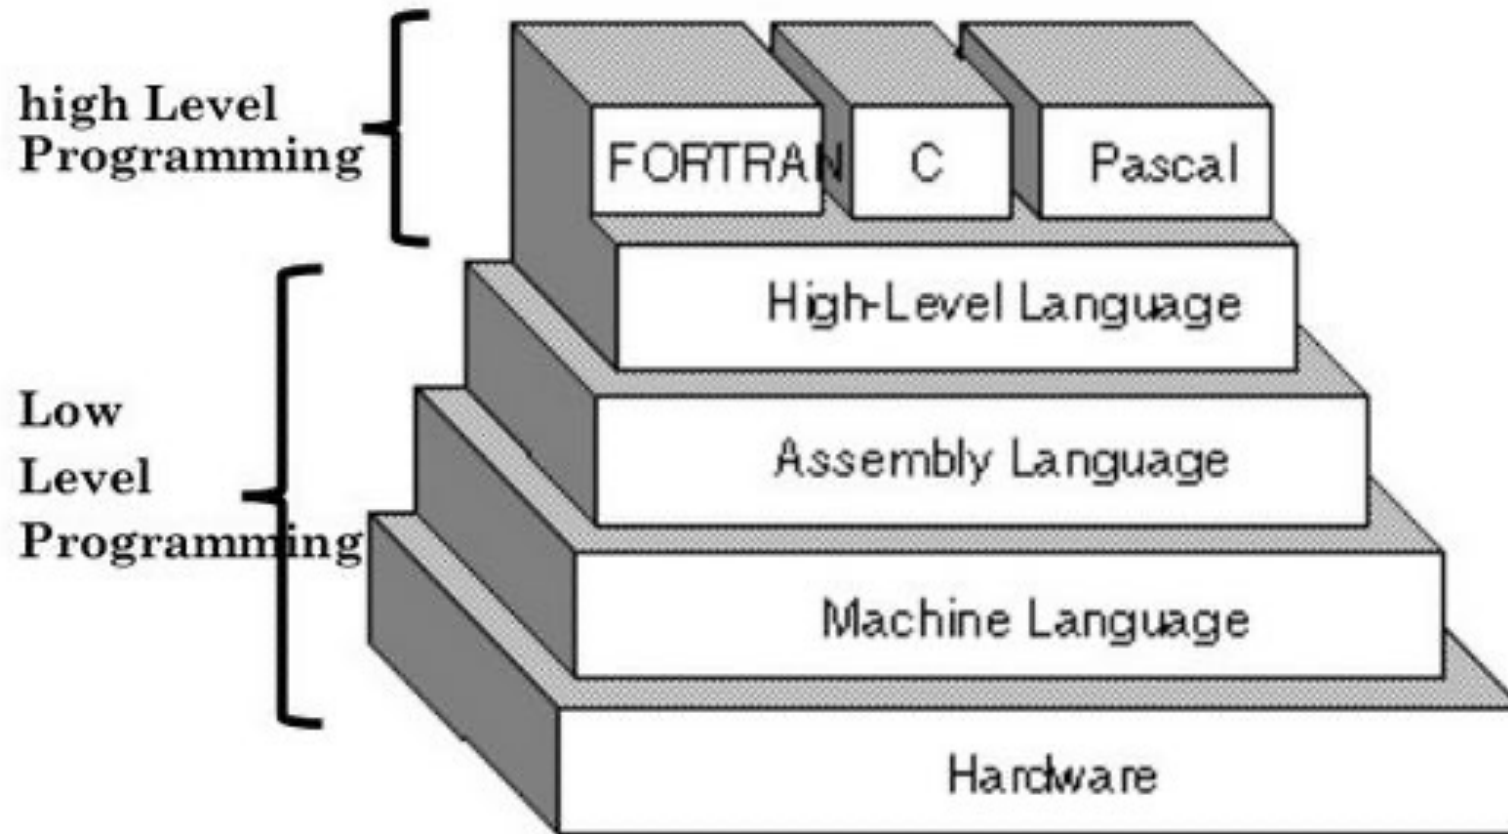 high Level
Programming
FORTRAN
C
Pascal
High-Level Language
Low
Level
Programming
Assembly Language
Machine Language
Hardware